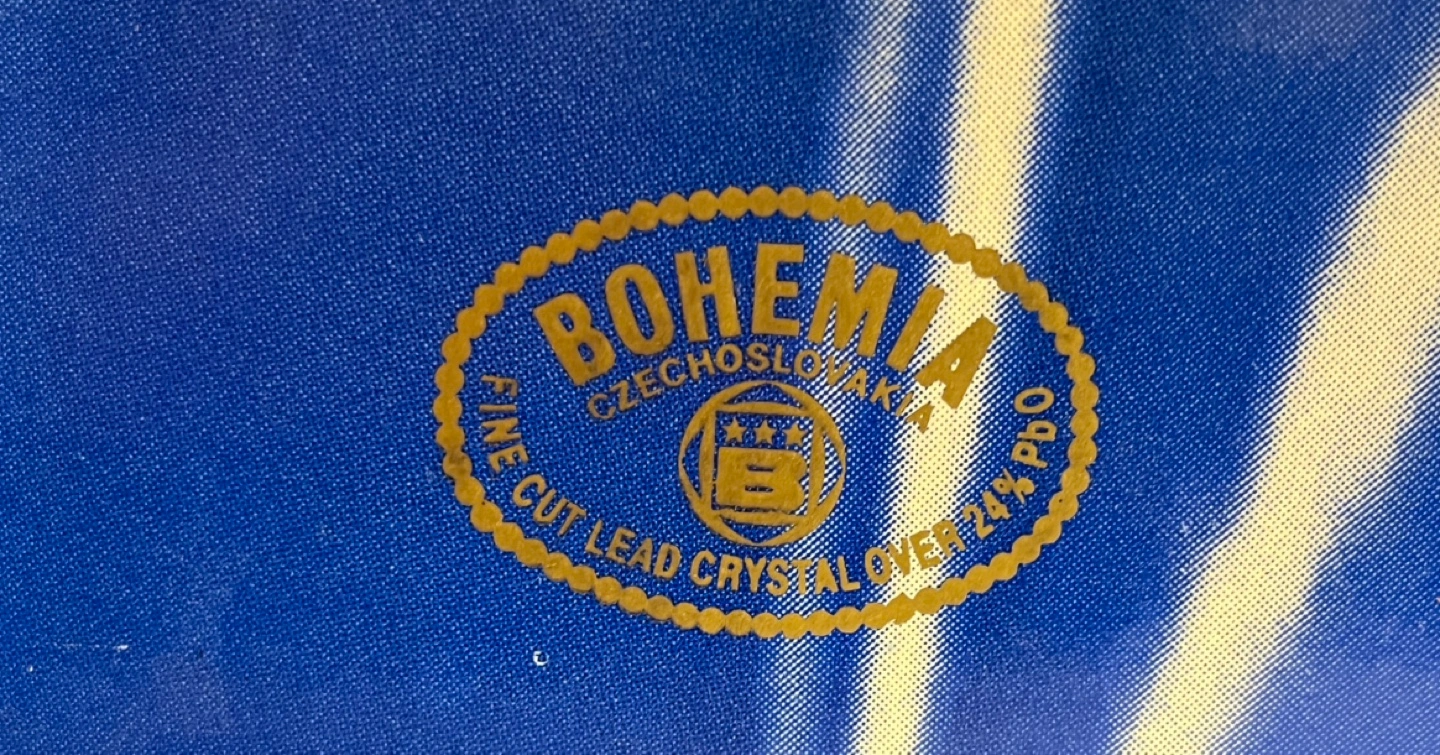 BOHEMIA
CZECHOSLOVAKIA
B
FINE CUT LEAD CRYSTAL OVER 24% PbO